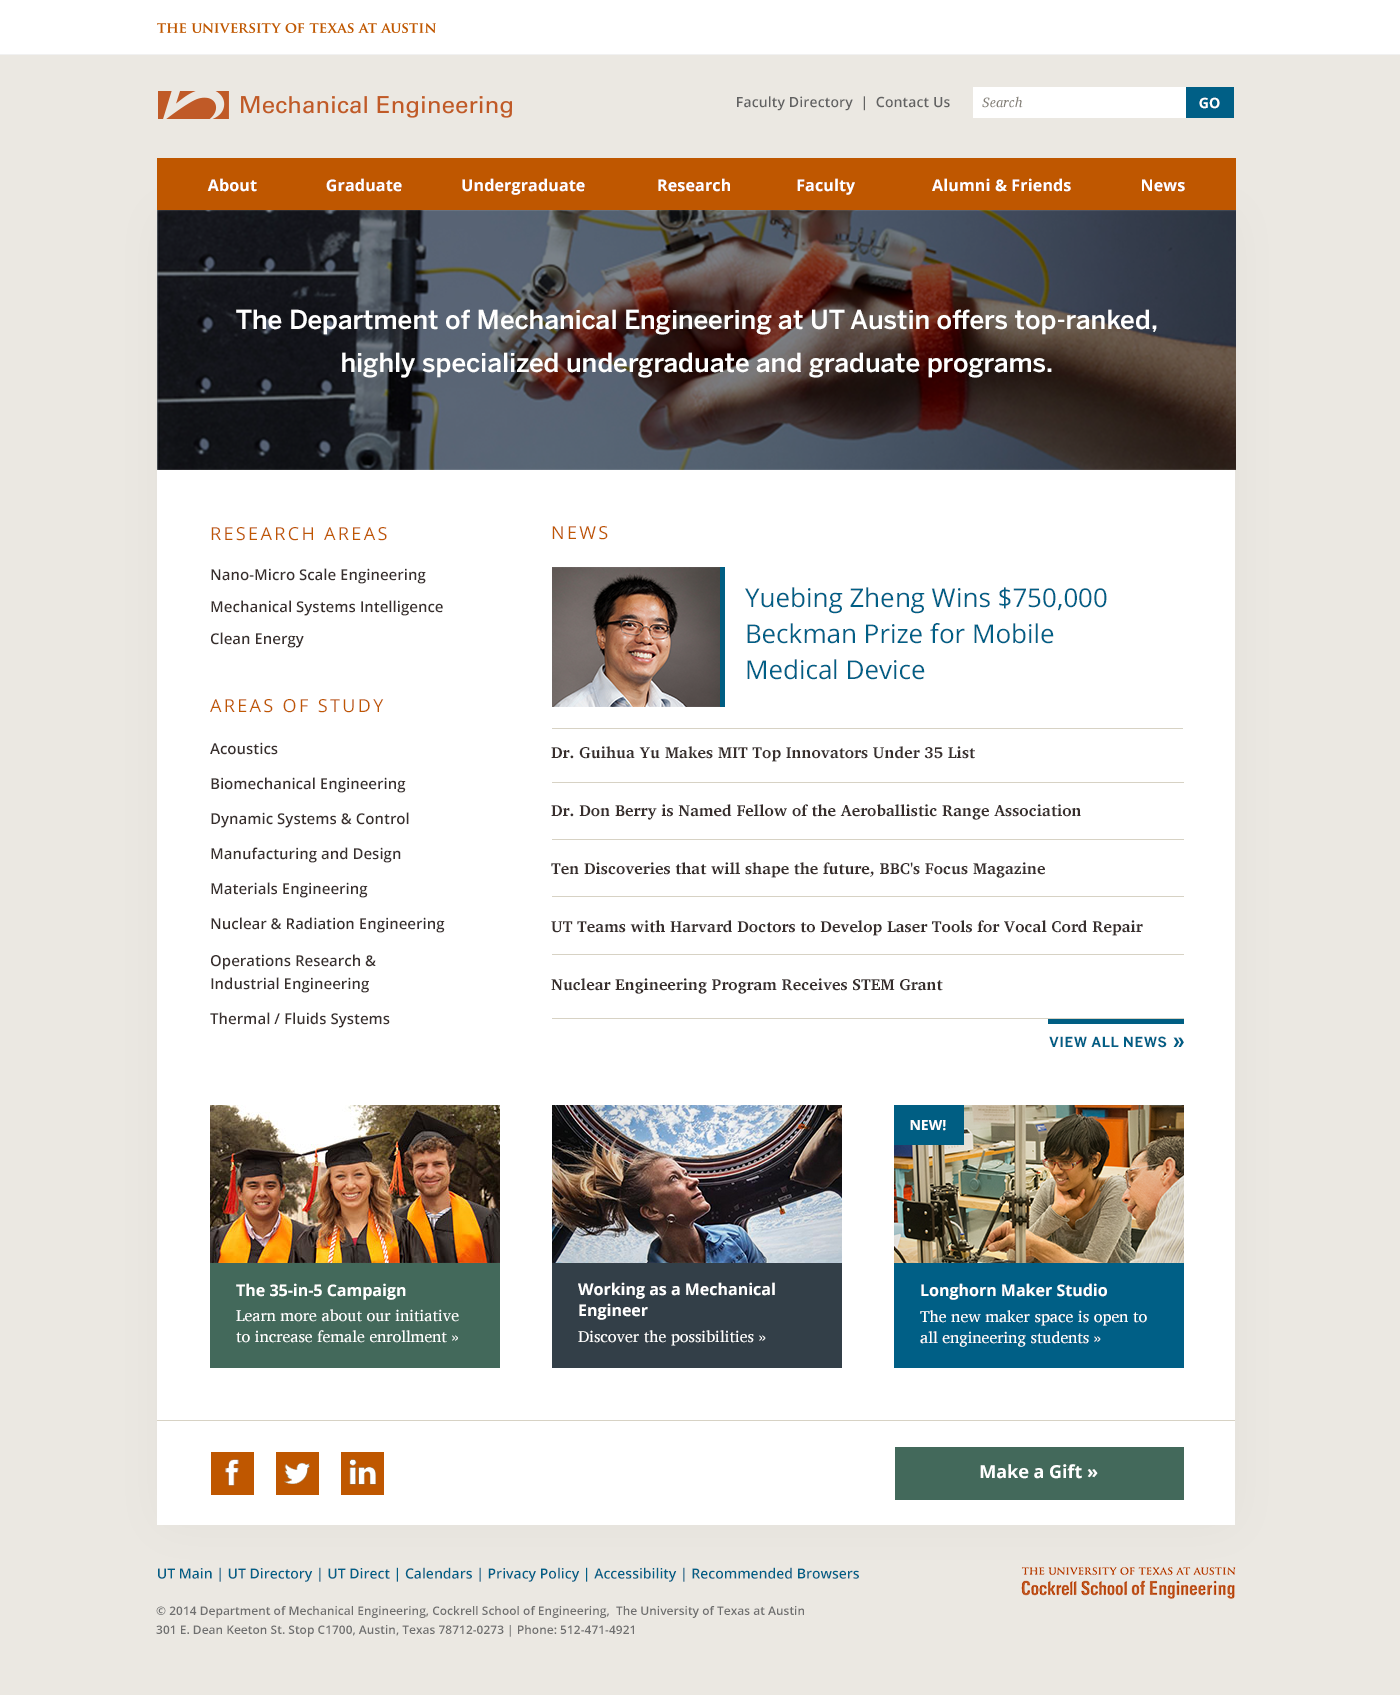 THE UNIVERSITY OF TEXAS AT AUSTIN
Mechanical Engineering
Faculty Directory | Contact Us
Search
GO
About
Graduate
Undergraduate
Research
Faculty
Alumni & Friends
News
The Department of Mechanical Engineering at UT Austin offers top-ranked,
highly specialized undergraduate and graduate programs.
RESEARCH AREAS
Nano-Micro Scale Engineering
Mechanical Systems Intelligence
Clean Energy
AREAS OF STUDY
Acoustics
Biomechanical Engineering
Dynamic Systems & Control
Manufacturing and Design
Materials Engineering
Nuclear & Radiation Engineering
Operations Research &
Industrial Engineering
Thermal / Fluids Systems
NEWS
Yuebing Zheng Wins $750,000
Beckman Prize for Mobile
Medical Device
Dr. Guihua Yu Makes MIT Top Innovators Under 35 List
Dr. Don Berry is Named Fellow of the Aeroballistic Range Association
Ten Discoveries that will shape the future, BBC's Focus Magazine
UT Teams with Harvard Doctors to Develop Laser Tools for Vocal Cord Repair
Nuclear Engineering Program Receives STEM Grant
VIEW ALL NEWS »
The 35-in-5 Campaign
Learn more about our initiative
to increase female enrollment »
Working as a Mechanical
Engineer
Discover the possibilities »
NEW!
Longhorn Maker Studio
The new maker space is open to
all engineering students »
f
in
Make a Gift »
UT Main | UT Directory | UT Direct | Calendars | Privacy Policy | Accessibility | Recommended Browsers
© 2014 Department of Mechanical Engineering, Cockrell School of Engineering, The University of Texas at Austin
301 E. Dean Keeton St. Stop C1700, Austin, Texas 78712-0273 | Phone: 512-471-4921
THE UNIVERSITY OF TEXAS AT AUSTIN
Cockrell School of Engineering